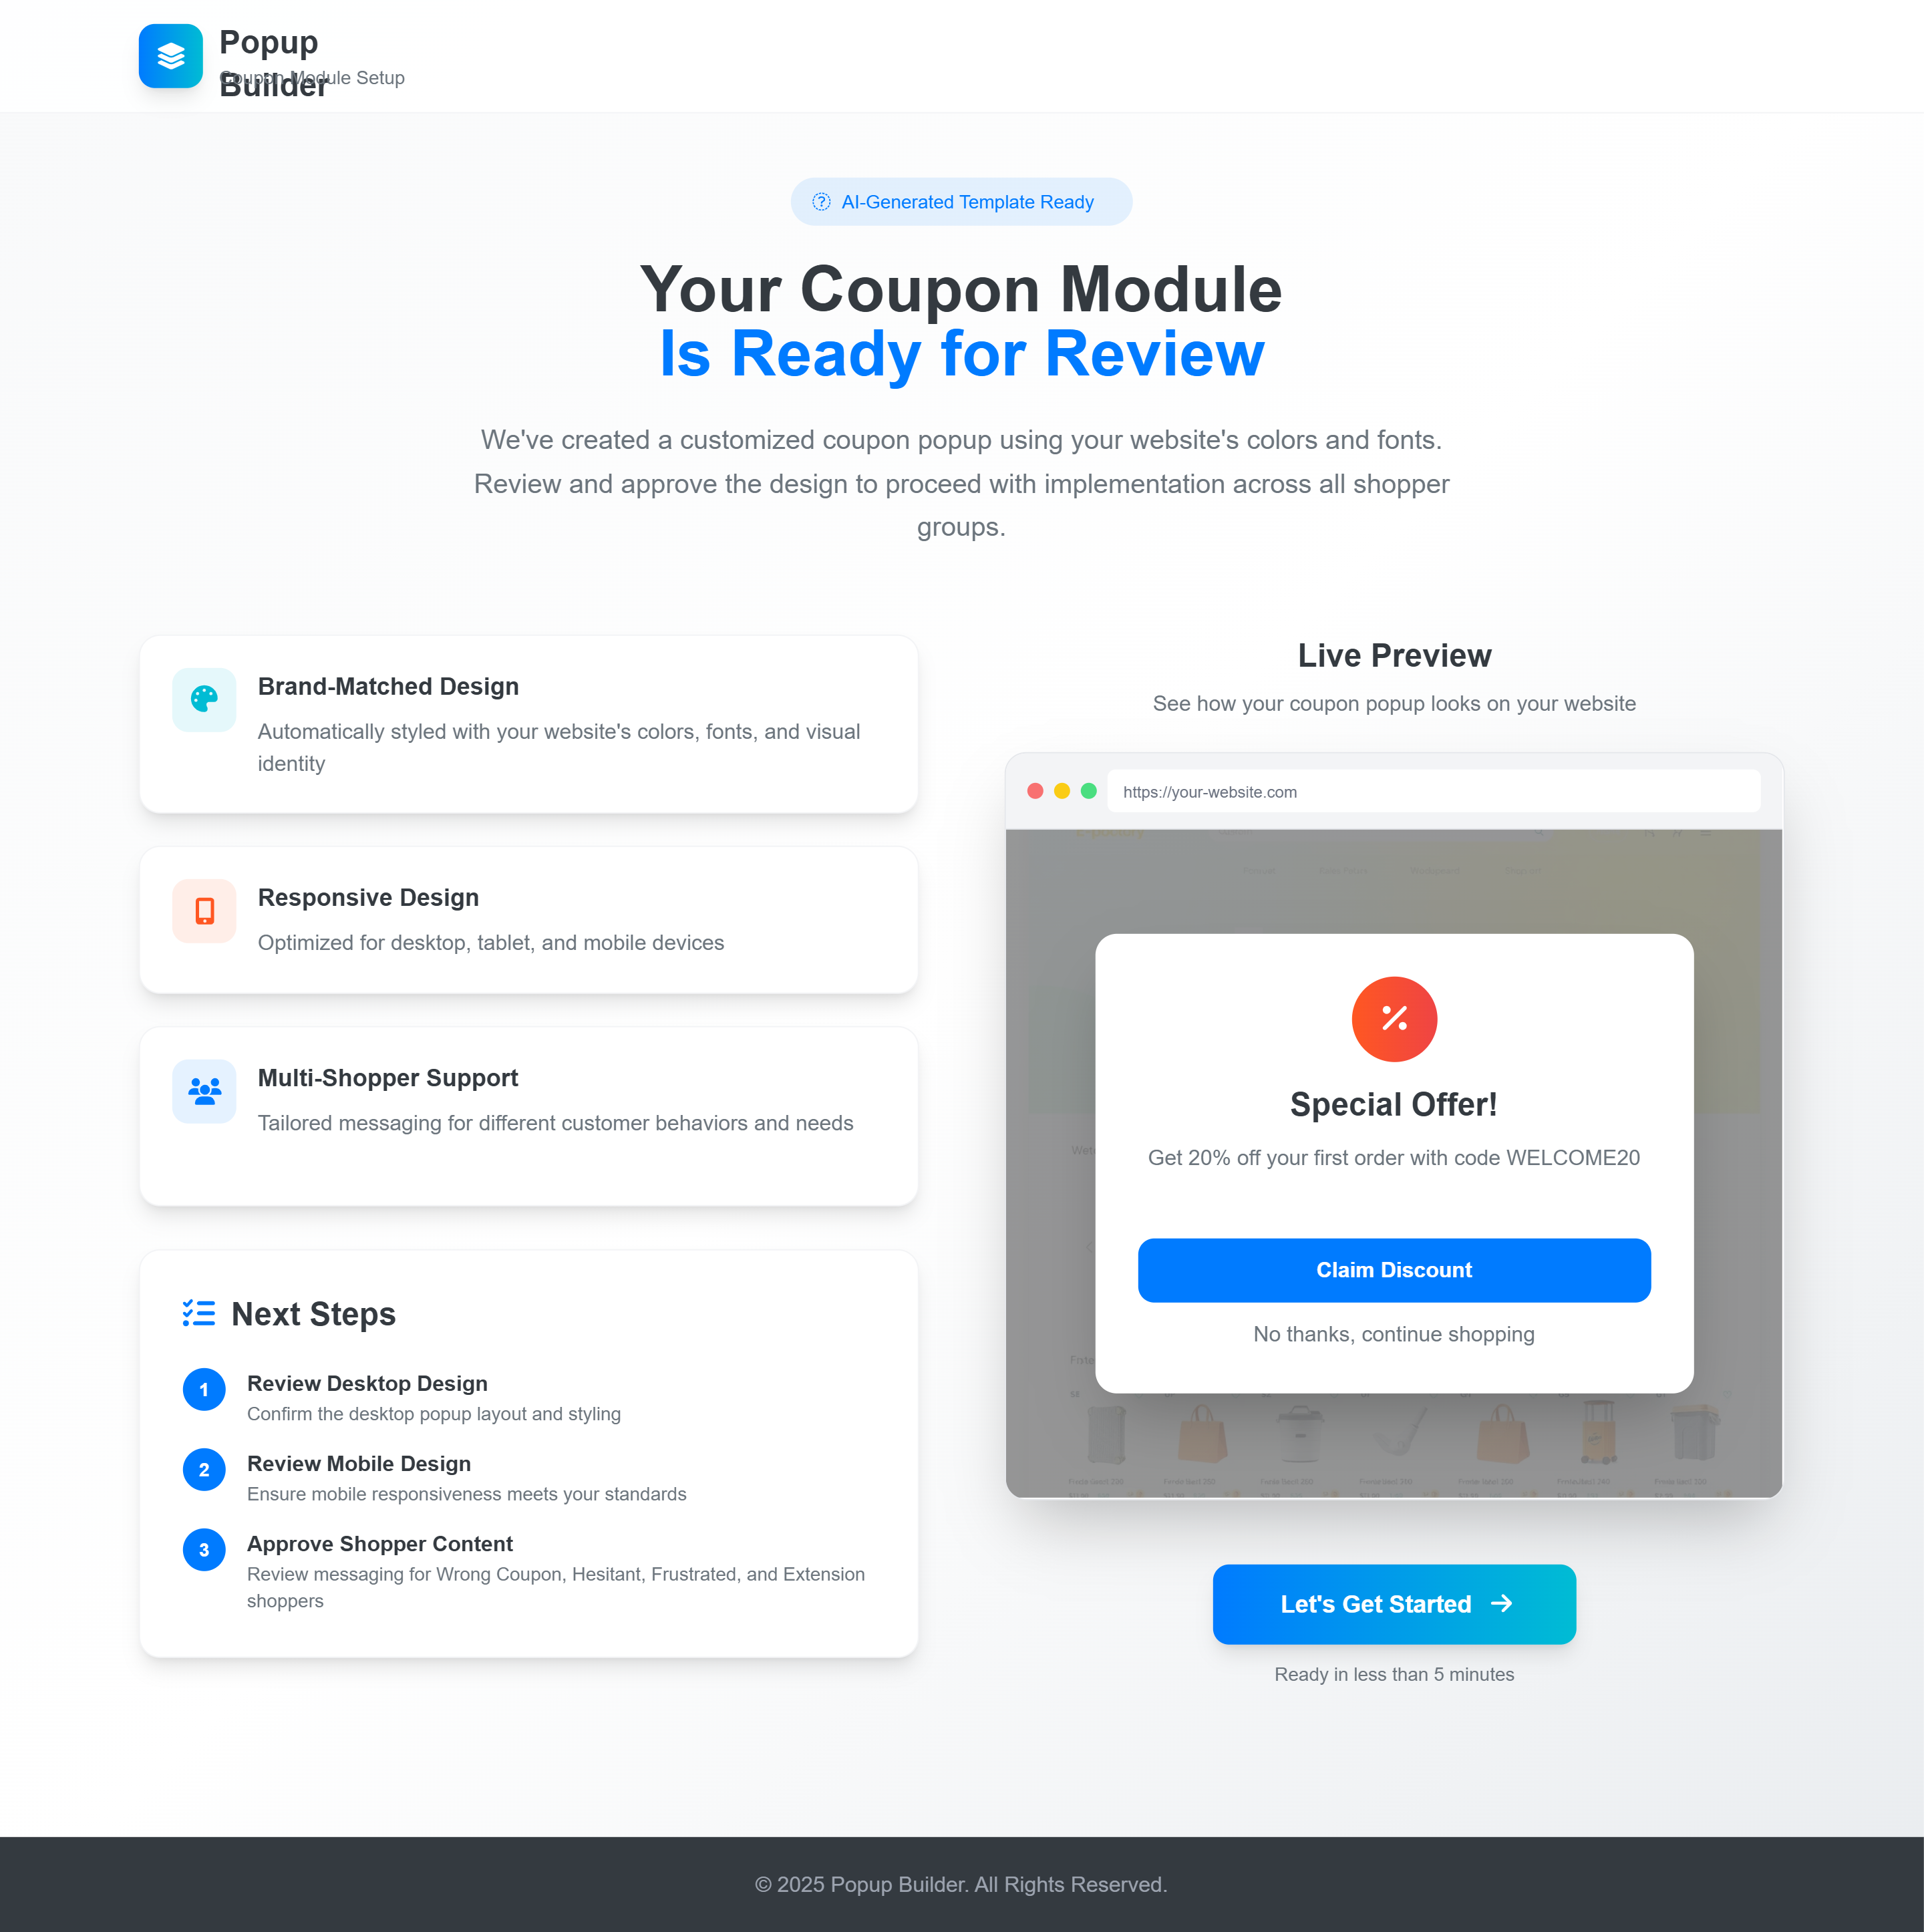 Popup
Builder
Coupon Module Setup
AI-Generated Template Ready
Your Coupon Module
Is Ready for Review
We've created a customized coupon popup using your website's colors and fonts.
Review and approve the design to proceed with implementation across all shopper
groups.
Brand-Matched Design
Automatically styled with your website's colors, fonts, and visual
identity
Responsive Design
Optimized for desktop, tablet, and mobile devices
Multi-Shopper Support
Tailored messaging for different customer behaviors and needs
Next Steps
1
Review Desktop Design
Confirm the desktop popup layout and styling
2
Review Mobile Design
Ensure mobile responsiveness meets your standards
3
Approve Shopper Content
Review messaging for Wrong Coupon, Hesitant, Frustrated, and Extension
shoppers
Live Preview
See how your coupon popup looks on your website
https://your-website.com
Special Offer!
Get 20% off your first order with code WELCOME20
Claim Discount
No thanks, continue shopping
Let's Get Started
Ready in less than 5 minutes
© 2025 Popup Builder. All Rights Reserved.